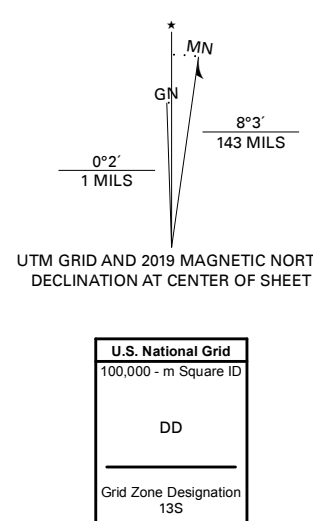 ★
MN
GN
8°3´
143 MILS
0°2´
1 MILS
UTM GRID AND 2019 MAGNETIC NORT
DECLINATION AT CENTER OF SHEET
U.S. National Grid
100,000 - m Square ID
DD
Grid Zone Designation
13S